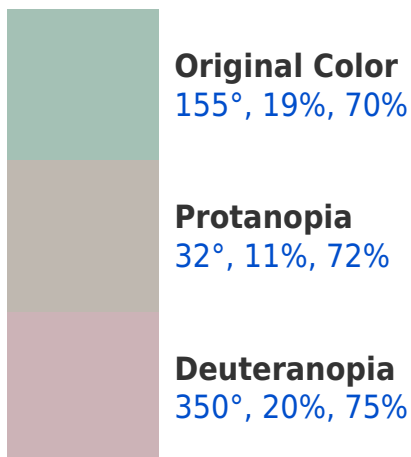 Original Color
155°, 19%, 70%
Protanopia
32°, 11%, 72%
Deuteranopia
350°, 20%, 75%